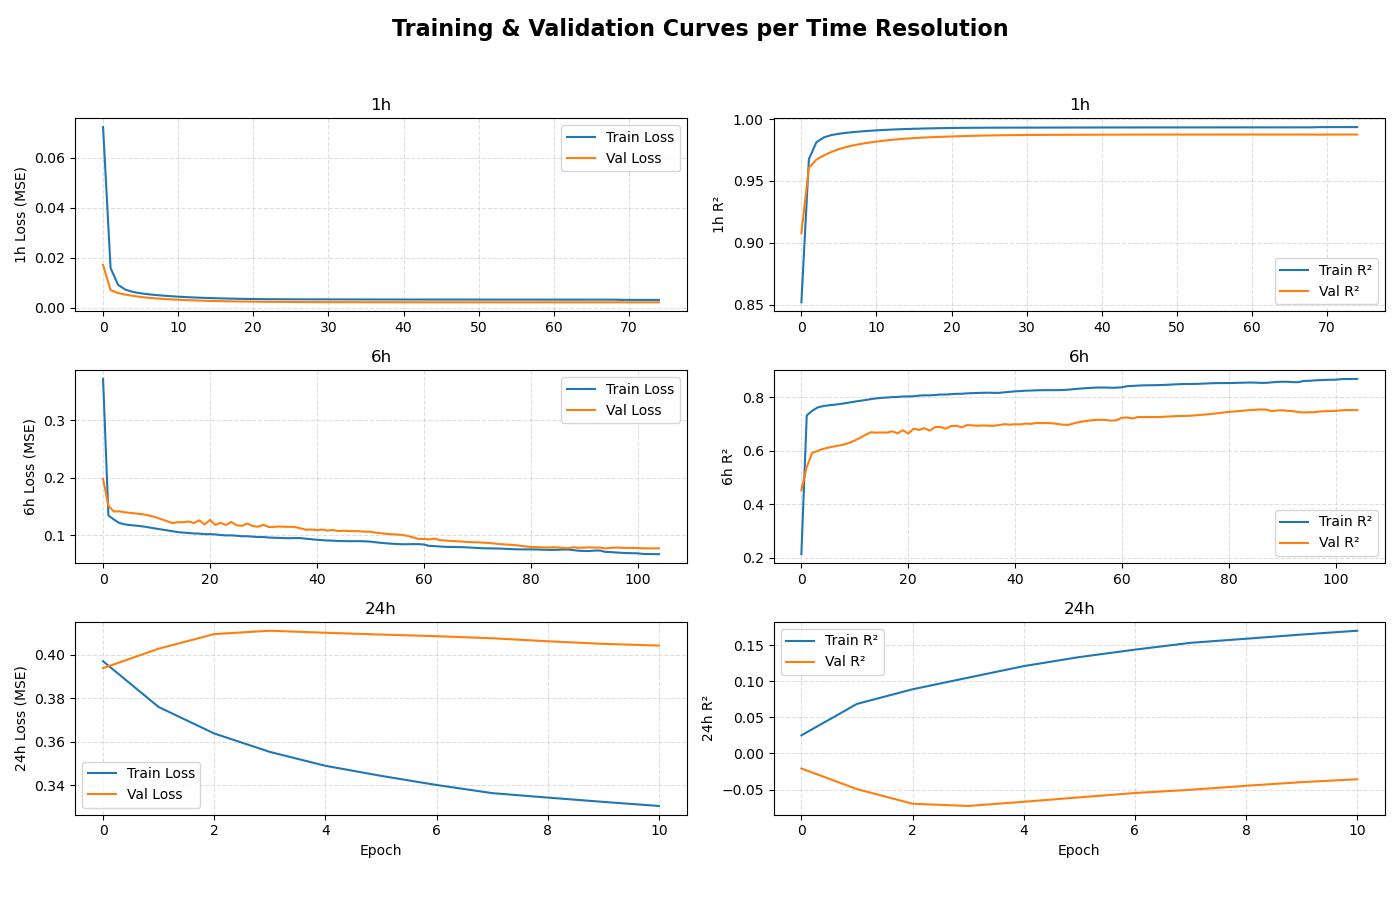 Training & Validation Curves per Time Resolution
1h
1h Loss (MSE)
0.06
0.04
0.02
0.00
Train Loss
Val Loss
0 10 20 30 40 50 60 70
1h
1h R²
1.00
0.95
0.90
0.85
Train R²
Val R²
0 10 20 30 40 50 60 70
6h
6h Loss (MSE)
0.3
0.2
0.1
Train Loss
Val Loss
0 20 40 60 80 100
6h
6h R²
0.8
0.6
0.4
0.2
Train R²
Val R²
0 20 40 60 80 100
24h
24h Loss (MSE)
0.40
0.38
0.36
0.34
Train Loss
Val Loss
0 2 4 6 8 10
Epoch
24h
24h R²
0.15
0.10
0.05
0.00
−0.05
Train R²
Val R²
0 2 4 6 8 10
Epoch